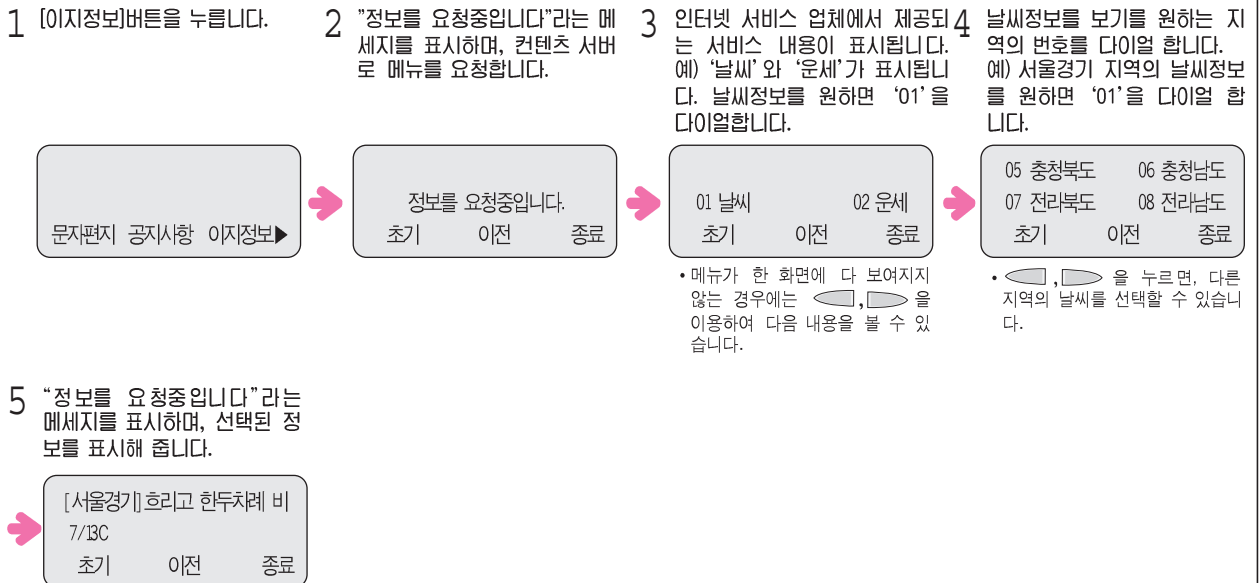 1 [이지정보]버튼을 누릅니다.
2 "정보를 요청중입니다"라는 메
세지를 표시하며, 컨텐츠 서버
로 메뉴를 요청합니다.
3 인터넷 서비스 업체에서 제공되
는 서비스 내용이 표시됩니다.
예) ‘날씨’와 ‘운세’가 표시됩니
다. 날씨정보를 원하면 ‘01’을
다이얼합니다.
4 날씨정보를 보기를 원하는 지
역의 번호를 다이얼 합니다.
예) 서울경기 지역의 날씨정보
를 원하면 ‘01’을 다이얼 합
니다.
문자편지 공지사항 이지정보▶
정보를 요청중입니다.
초기 이전 종료
01 날씨 02 운세
초기 이전 종료
05 충청북도 06 충청남도
07 전라북도 08 전라남도
초기 이전 종료
• 메뉴가 한 화면에 다 보여지지
않는 경우에는 , 을
이용하여 다음 내용을 볼 수 있
습니다.
• , 을 누르면, 다른
지역의 날씨를 선택할 수 있습니
다.
5 “정보를 요청중입니다”라는
메세지를 표시하며, 선택된 정
보를 표시해 줍니다.
[서울경기]흐리고 한두차례 비
7/13C
초기 이전 종료